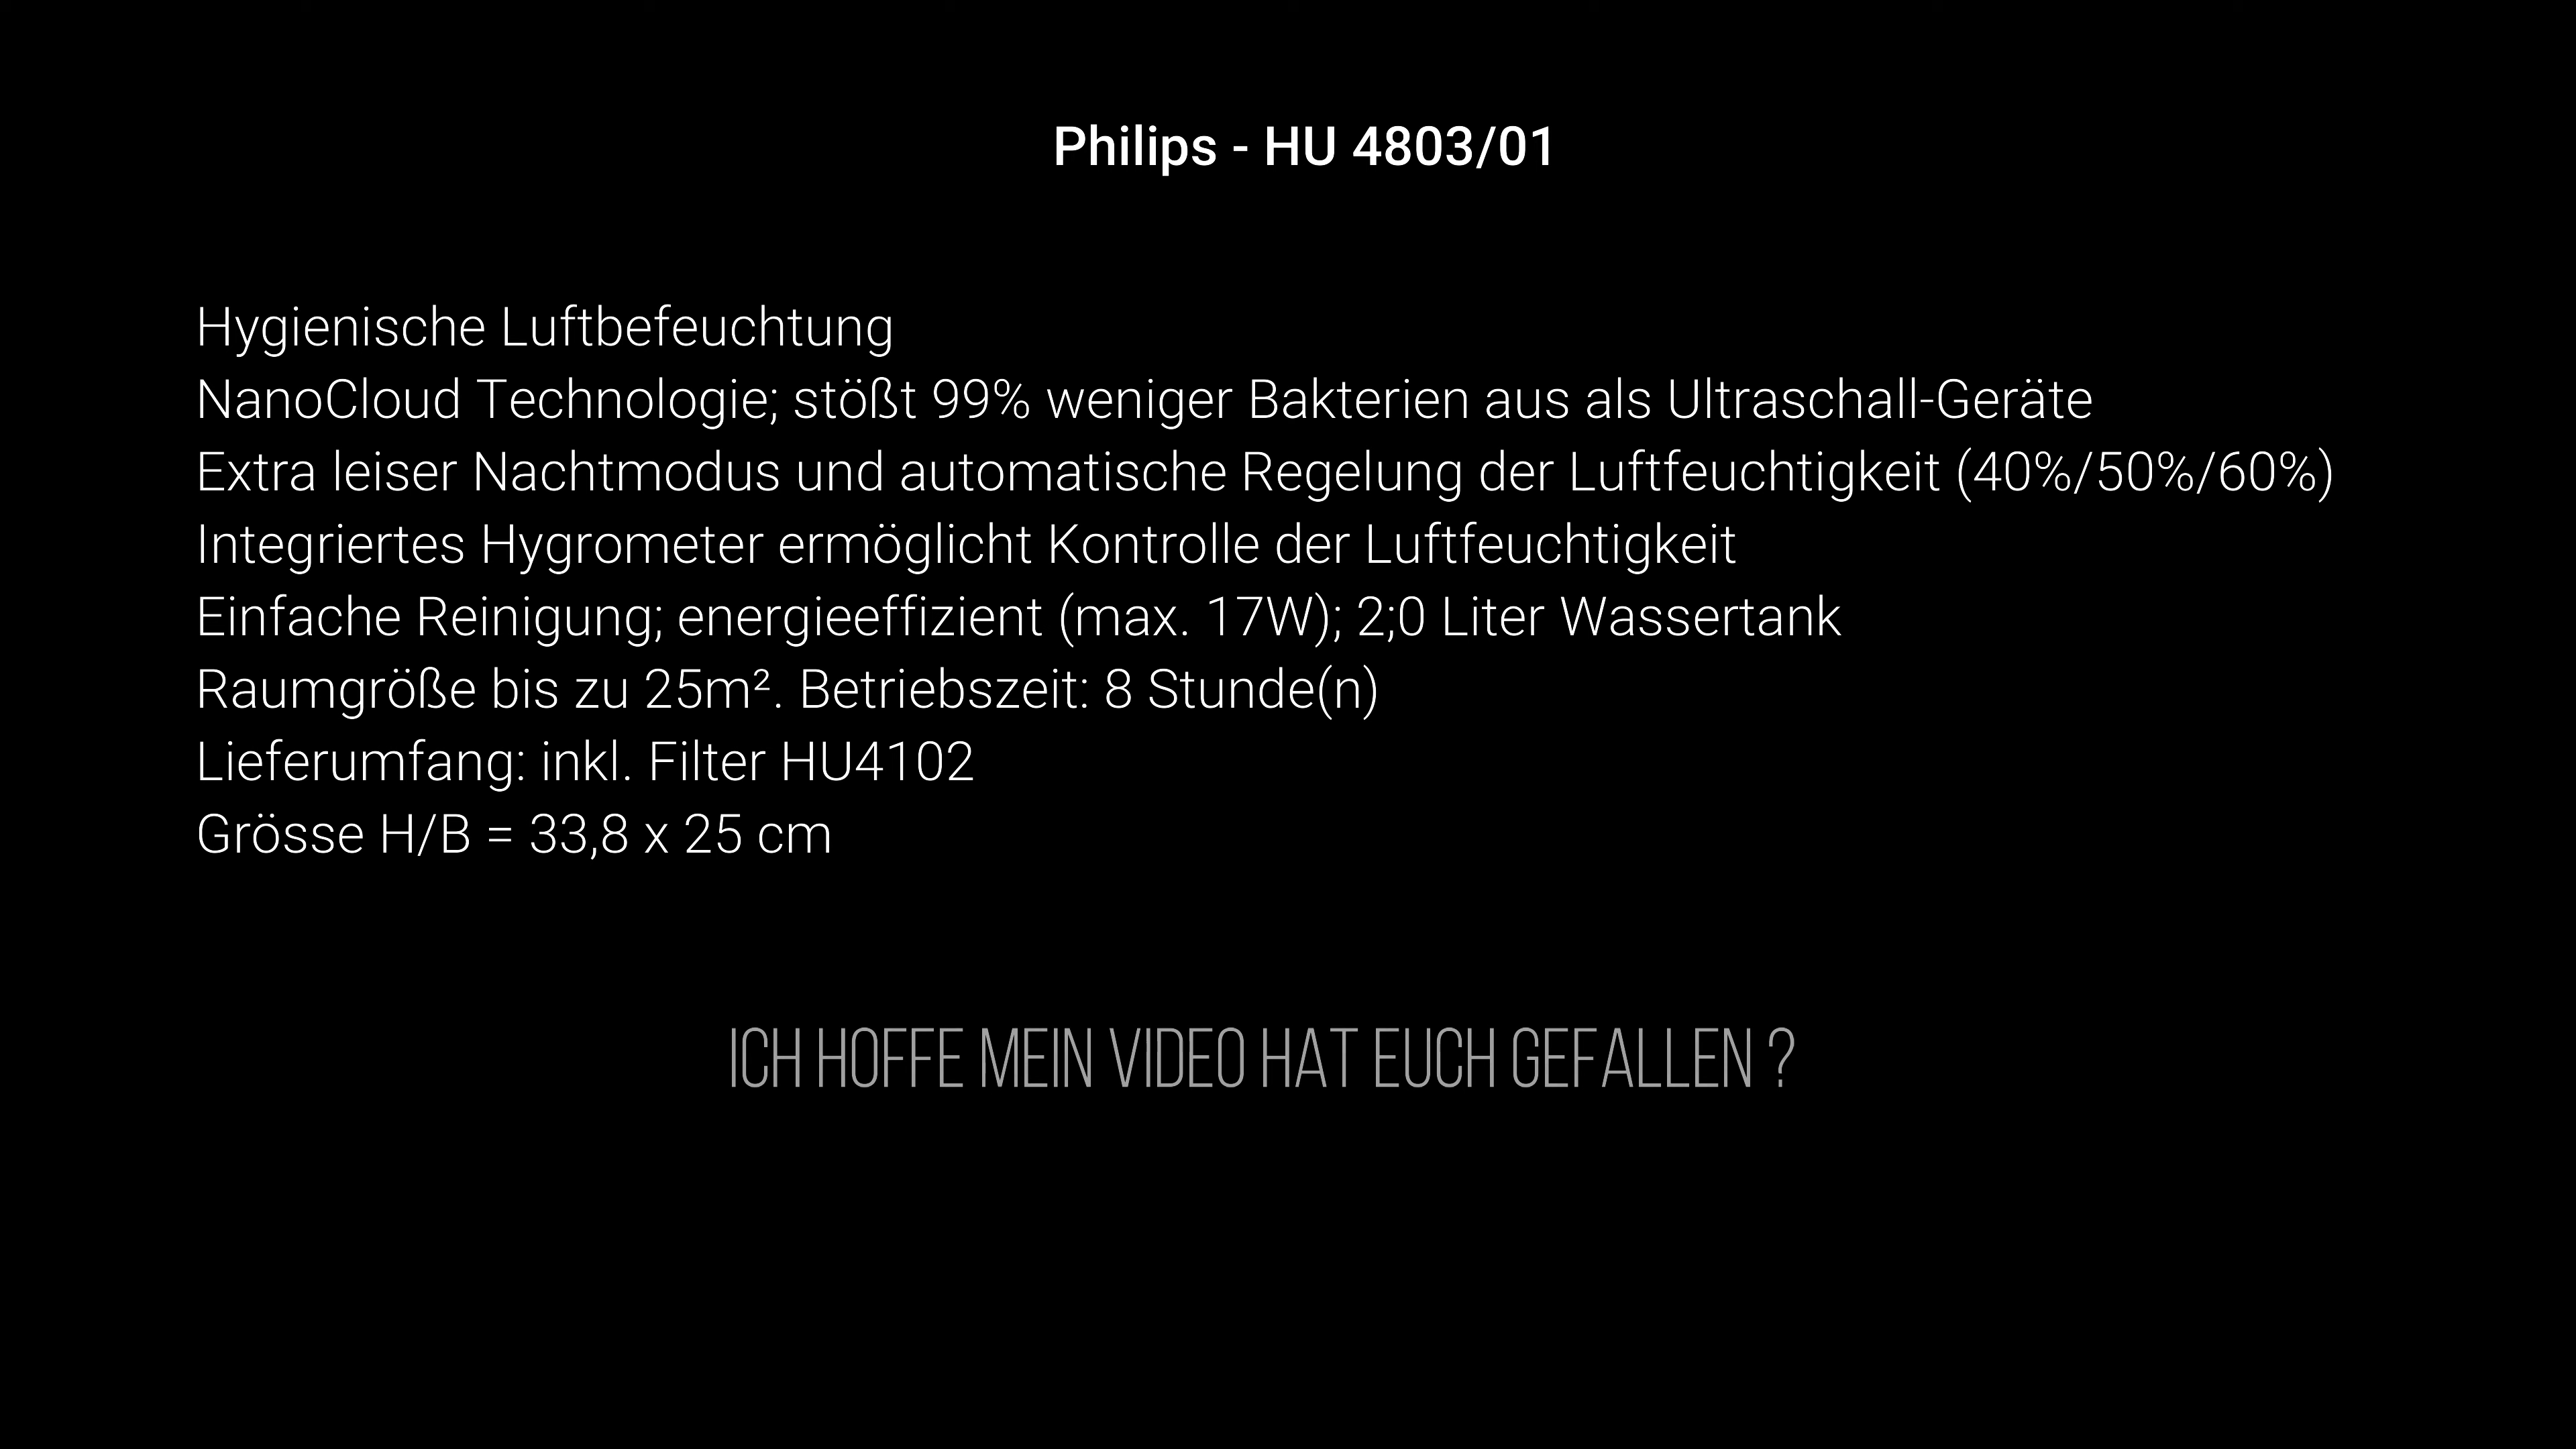 Philips - HU 4803/01
Hygienische Luftbefeuchtung
NanoCloud Technologie; stößt 99% weniger Bakterien aus als Ultraschall-Geräte
Extra leiser Nachtmodus und automatische Regelung der Luftfeuchtigkeit (40%/50%/60%)
Integriertes Hygrometer ermöglicht Kontrolle der Luftfeuchtigkeit
Einfache Reinigung; energieeffizient (max. 17W); 2;0 Liter Wassertank
Raumgröße bis zu 25m². Betriebszeit: 8 Stunde(n)
Lieferumfang: inkl. Filter HU4102
Grösse H/B = 33,8 x 25 cm
ICH HOFFE MEIN VIDEO HAT EUCH GEFALLEN ?